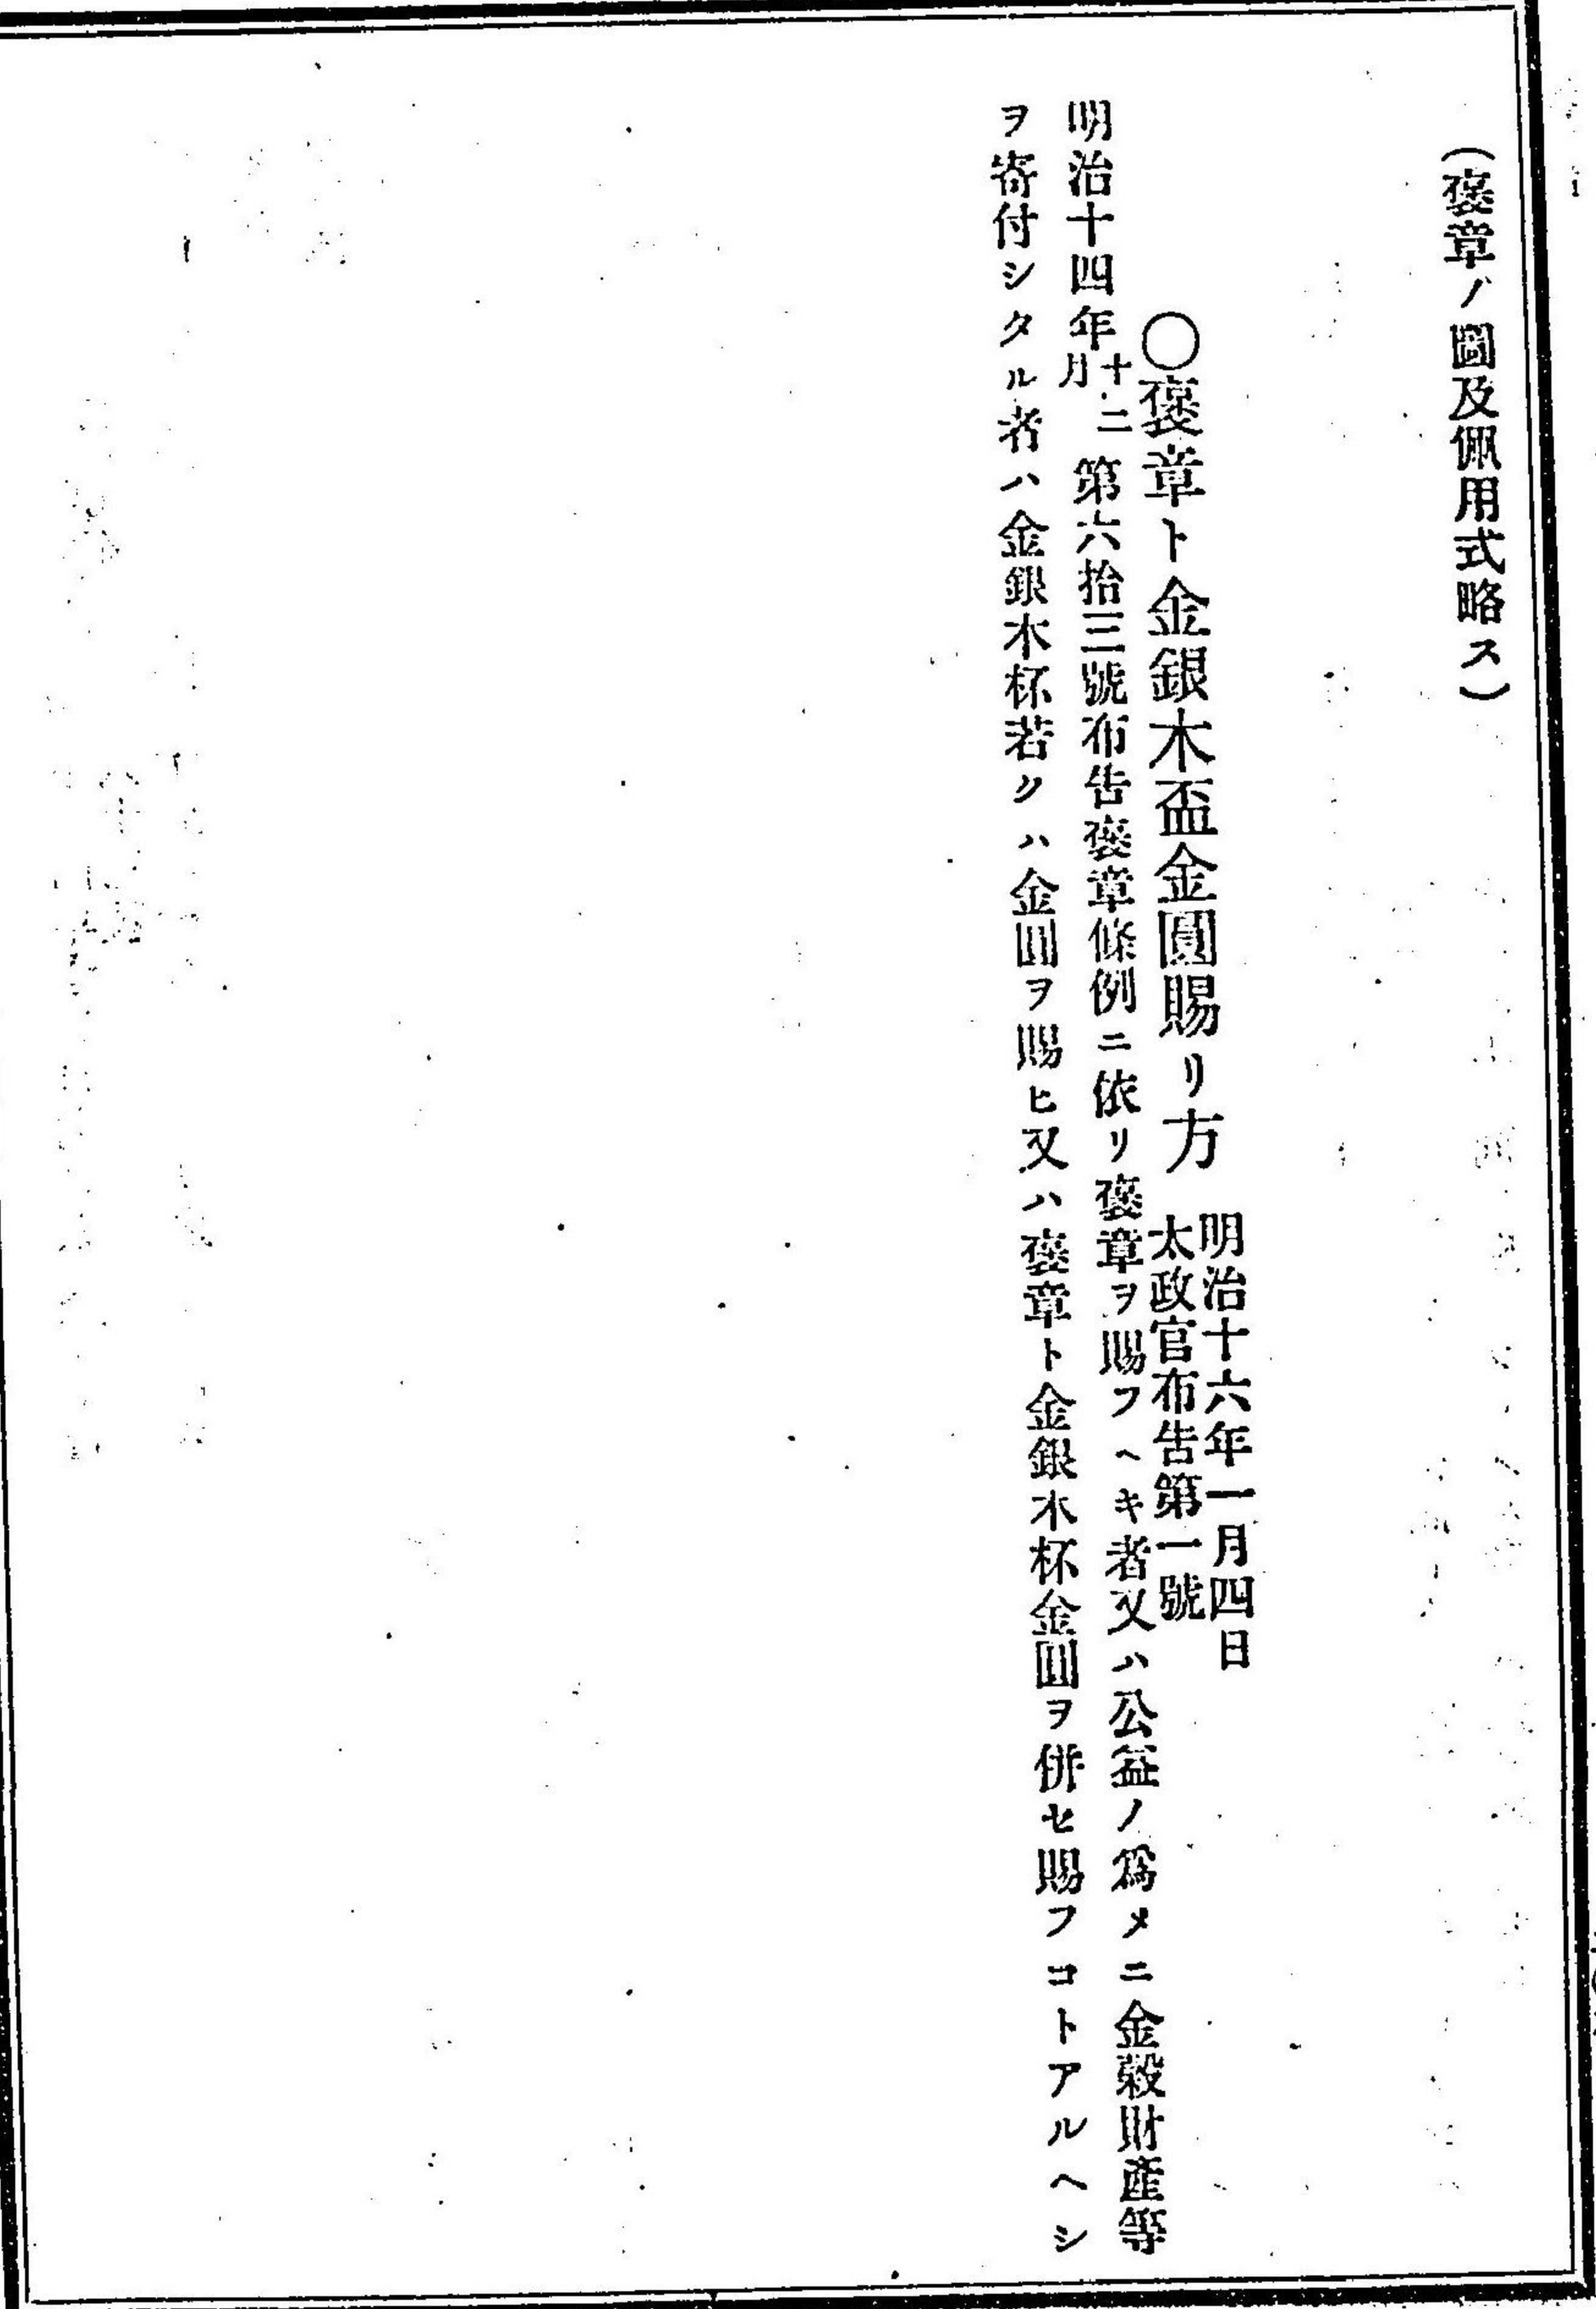 (褒章ノ圖及佩用式略ス)
〇褒章ト金銀木盃金圓賜リ方
明治十六年一月四日
太政官布告第一號
明治十四年十二月第六拾三號布告褒章條例ニ依リ褒章ヲ賜フヘキ者又ハ公益ノ爲メニ金穀財產等
ヲ寄付シタル者ハ金銀木杯若クハ金圓ヲ賜ヒ又ハ褒章ト金銀木杯金圓ヲ併セ賜フコトアルヘシ